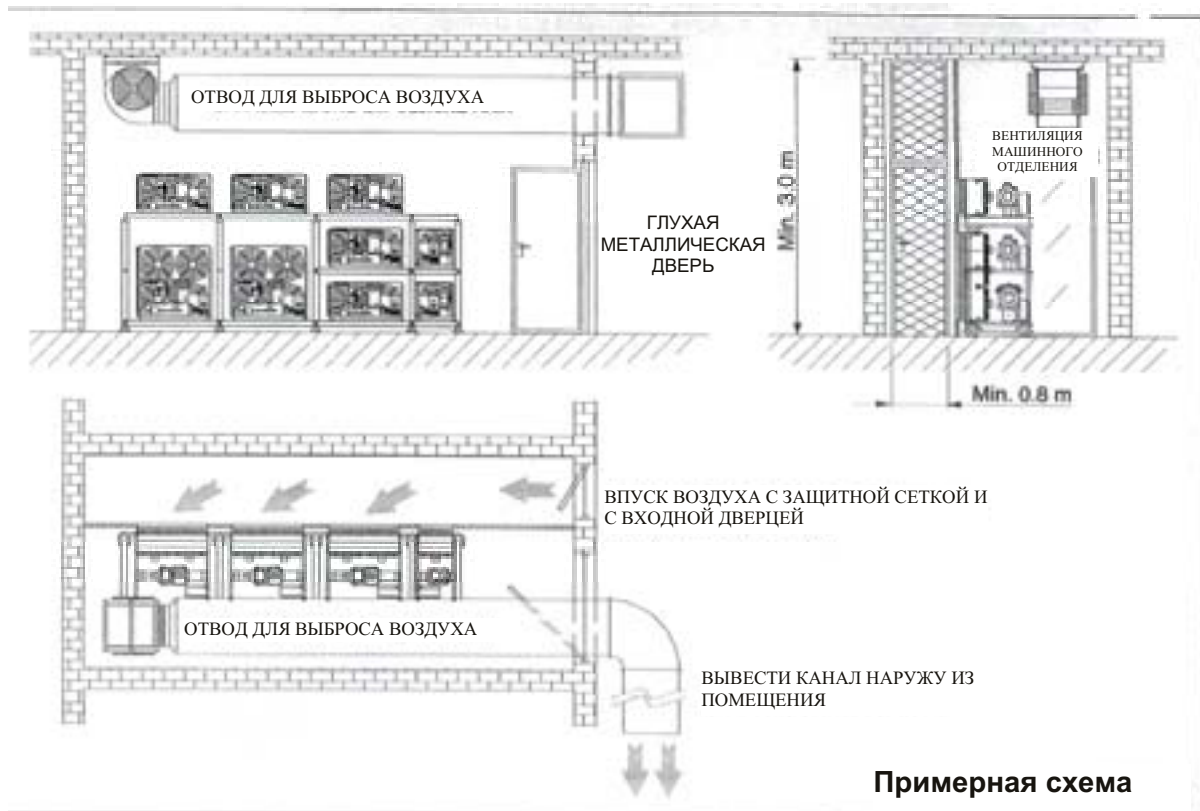 ОТВОД ДЛЯ ВЫБРОСА ВОЗДУХА
ВЕНТИЛЯЦИЯ
МАШИННОГО
ОТДЕЛЕНИЯ
Min. 3.0 m
ГЛУХАЯ
МЕТАЛЛИЧЕСКАЯ
ДВЕРЬ
Min. 0.8 m
ВПУСК ВОЗДУХА С ЗАЩИТНОЙ СЕТКОЙ И
С ВХОДНОЙ ДВЕРЦЕЙ
ОТВОД ДЛЯ ВЫБРОСА ВОЗДУХА
ВЫВЕСТИ КАНАЛ НАРУЖУ ИЗ
ПОМЕЩЕНИЯ
Примерная схема